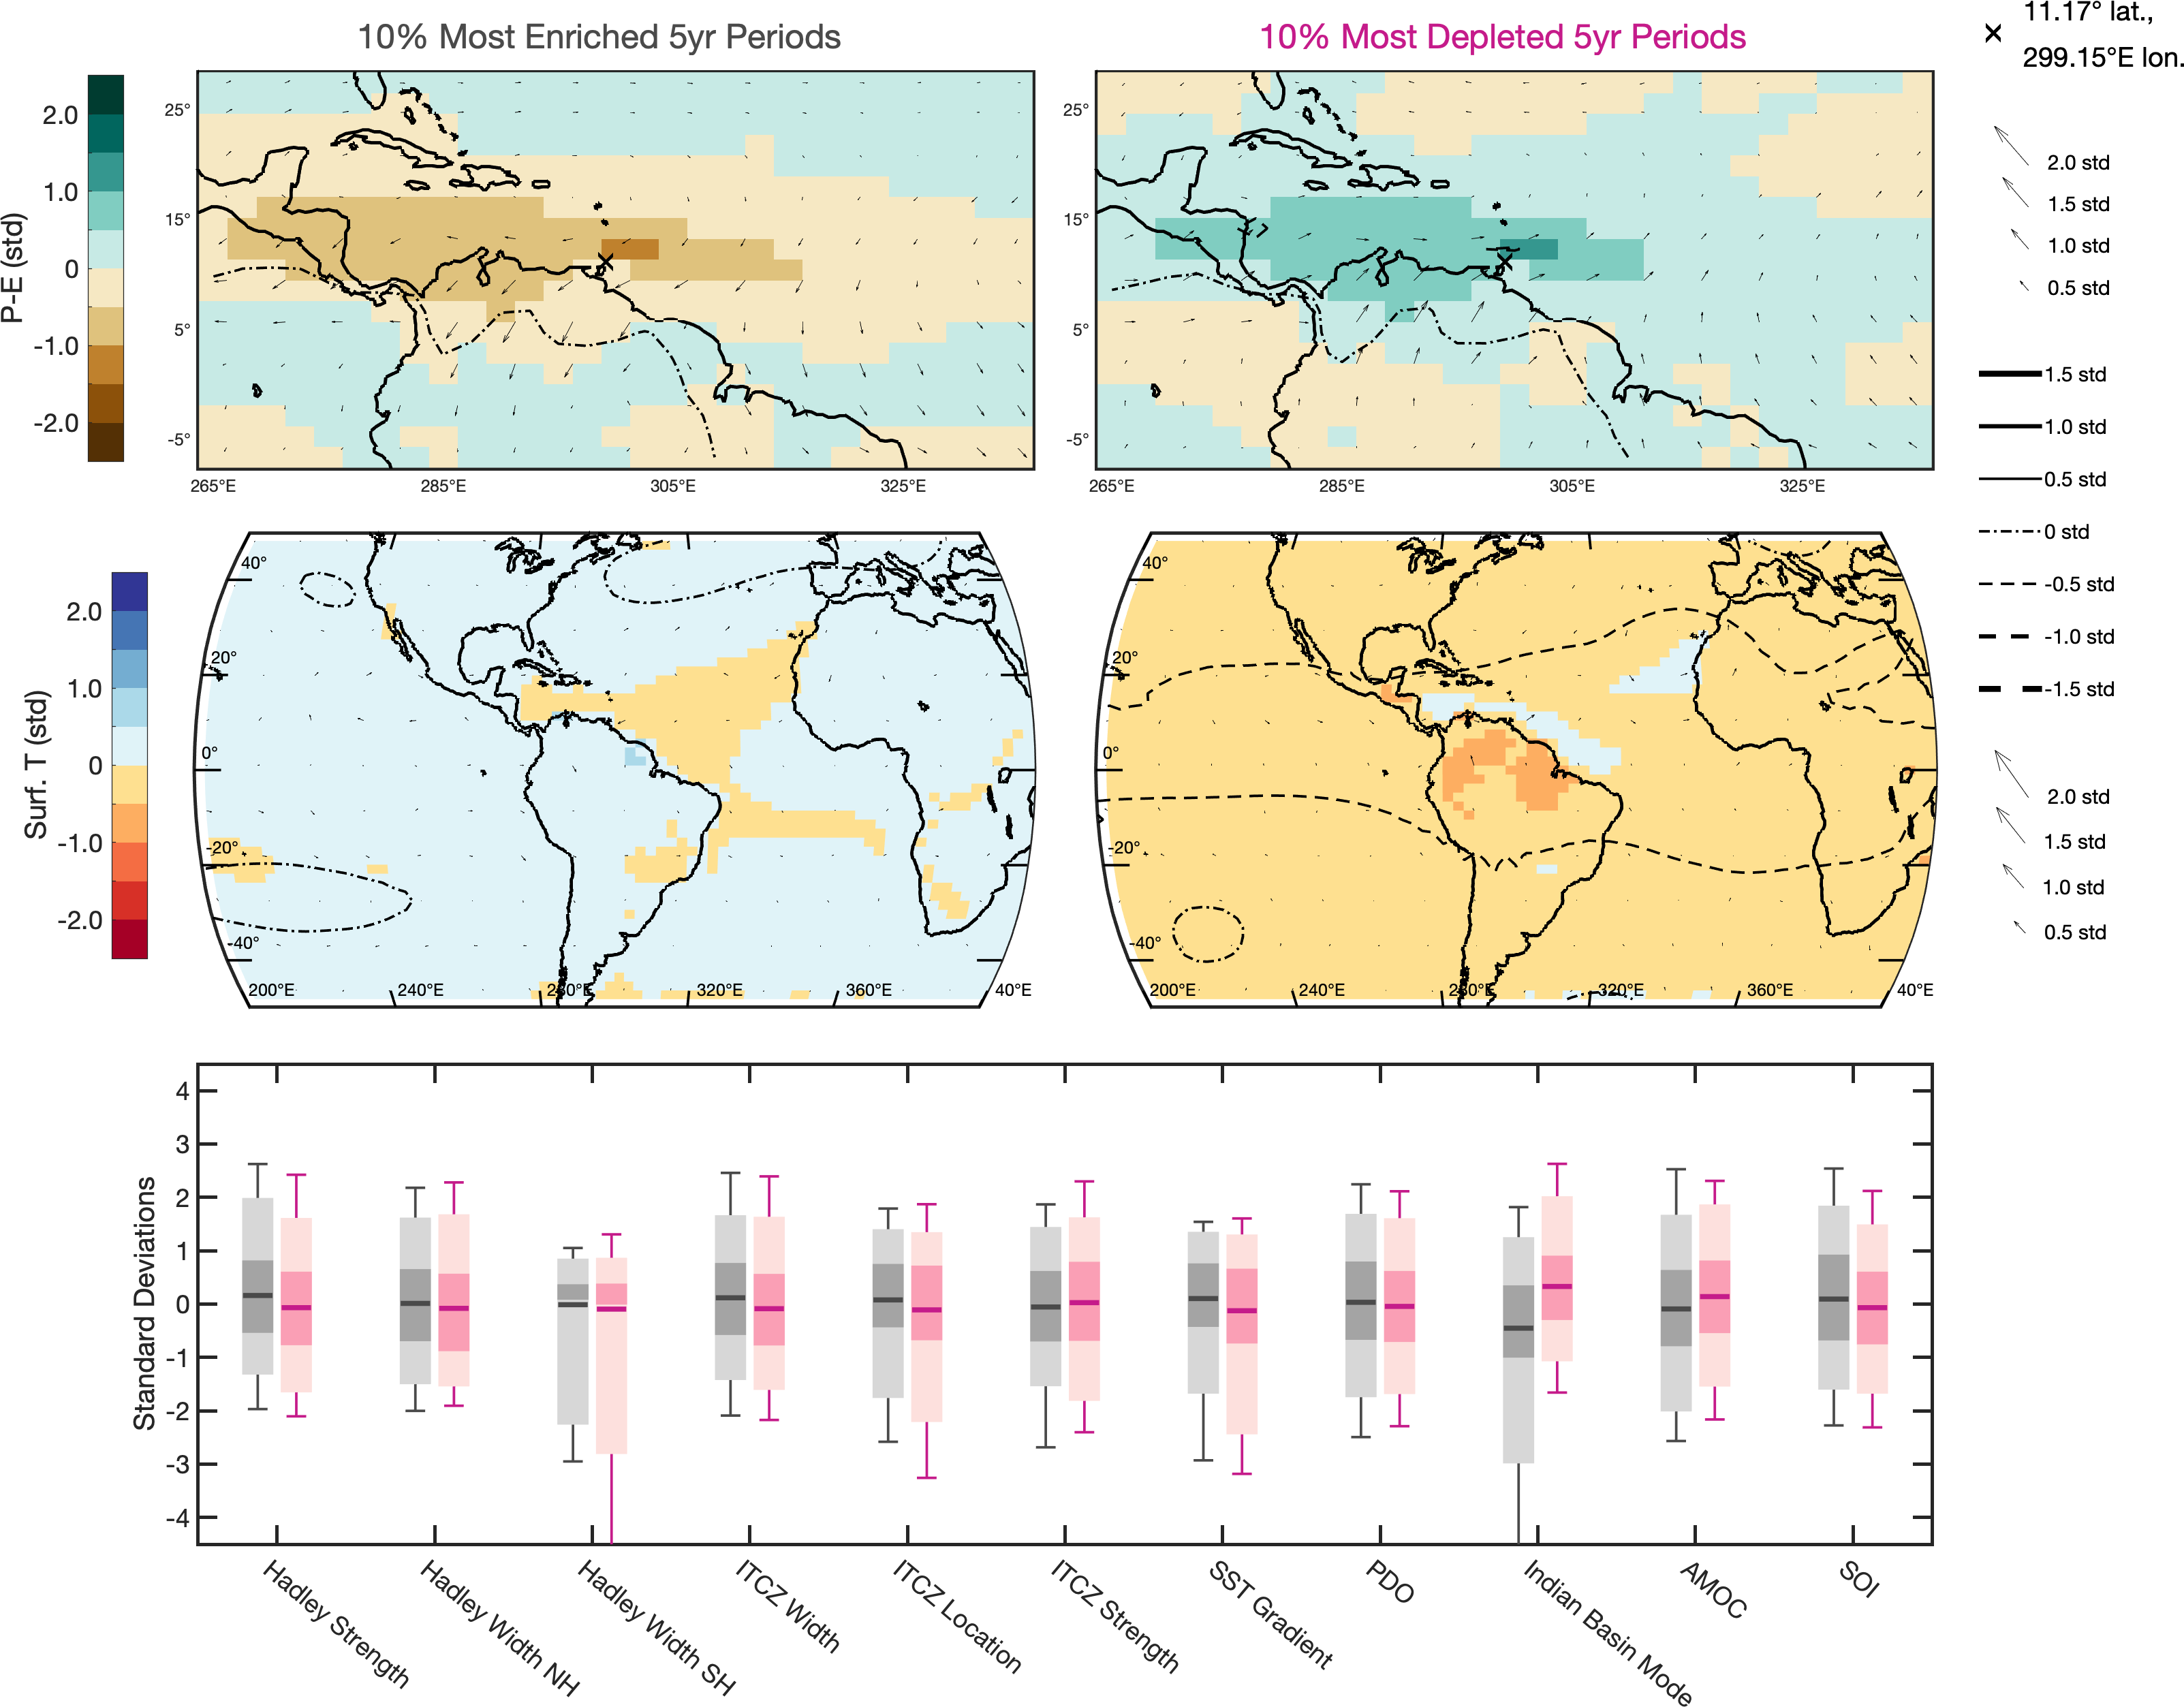 10% Most Enriched 5yr Periods
10% Most Depleted 5yr Periods
11.17° lat.,
299.15°E lon.
P-E (std)
2.0
1.0
0
-1.0
-2.0
25°
15°
5°
-5°
265°E
285°E
305°E
325°E
25°
15°
5°
-5°
265°E
285°E
305°E
325°E
2.0 std
1.5 std
1.0 std
0.5 std
1.5 std
1.0 std
0.5 std
0 std
-0.5 std
-1.0 std
-1.5 std
Surf. T (std)
2.0
1.0
0
-1.0
-2.0
40°
20°
0°
-20°
-40°
200°E
240°E
280°E
320°E
360°E
40°E
40°
20°
0°
-20°
-40°
200°E
240°E
280°E
320°E
360°E
40°E
2.0 std
1.5 std
1.0 std
0.5 std
Standard Deviations
4
3
2
1
0
-1
-2
-3
-4
Hadley Strength
Hadley Width NH
Hadley Width SH
ITCZ Width
ITCZ Location
ITCZ Strength
SST Gradient
PDO
Indian Basin Mode
AMOC
SOI